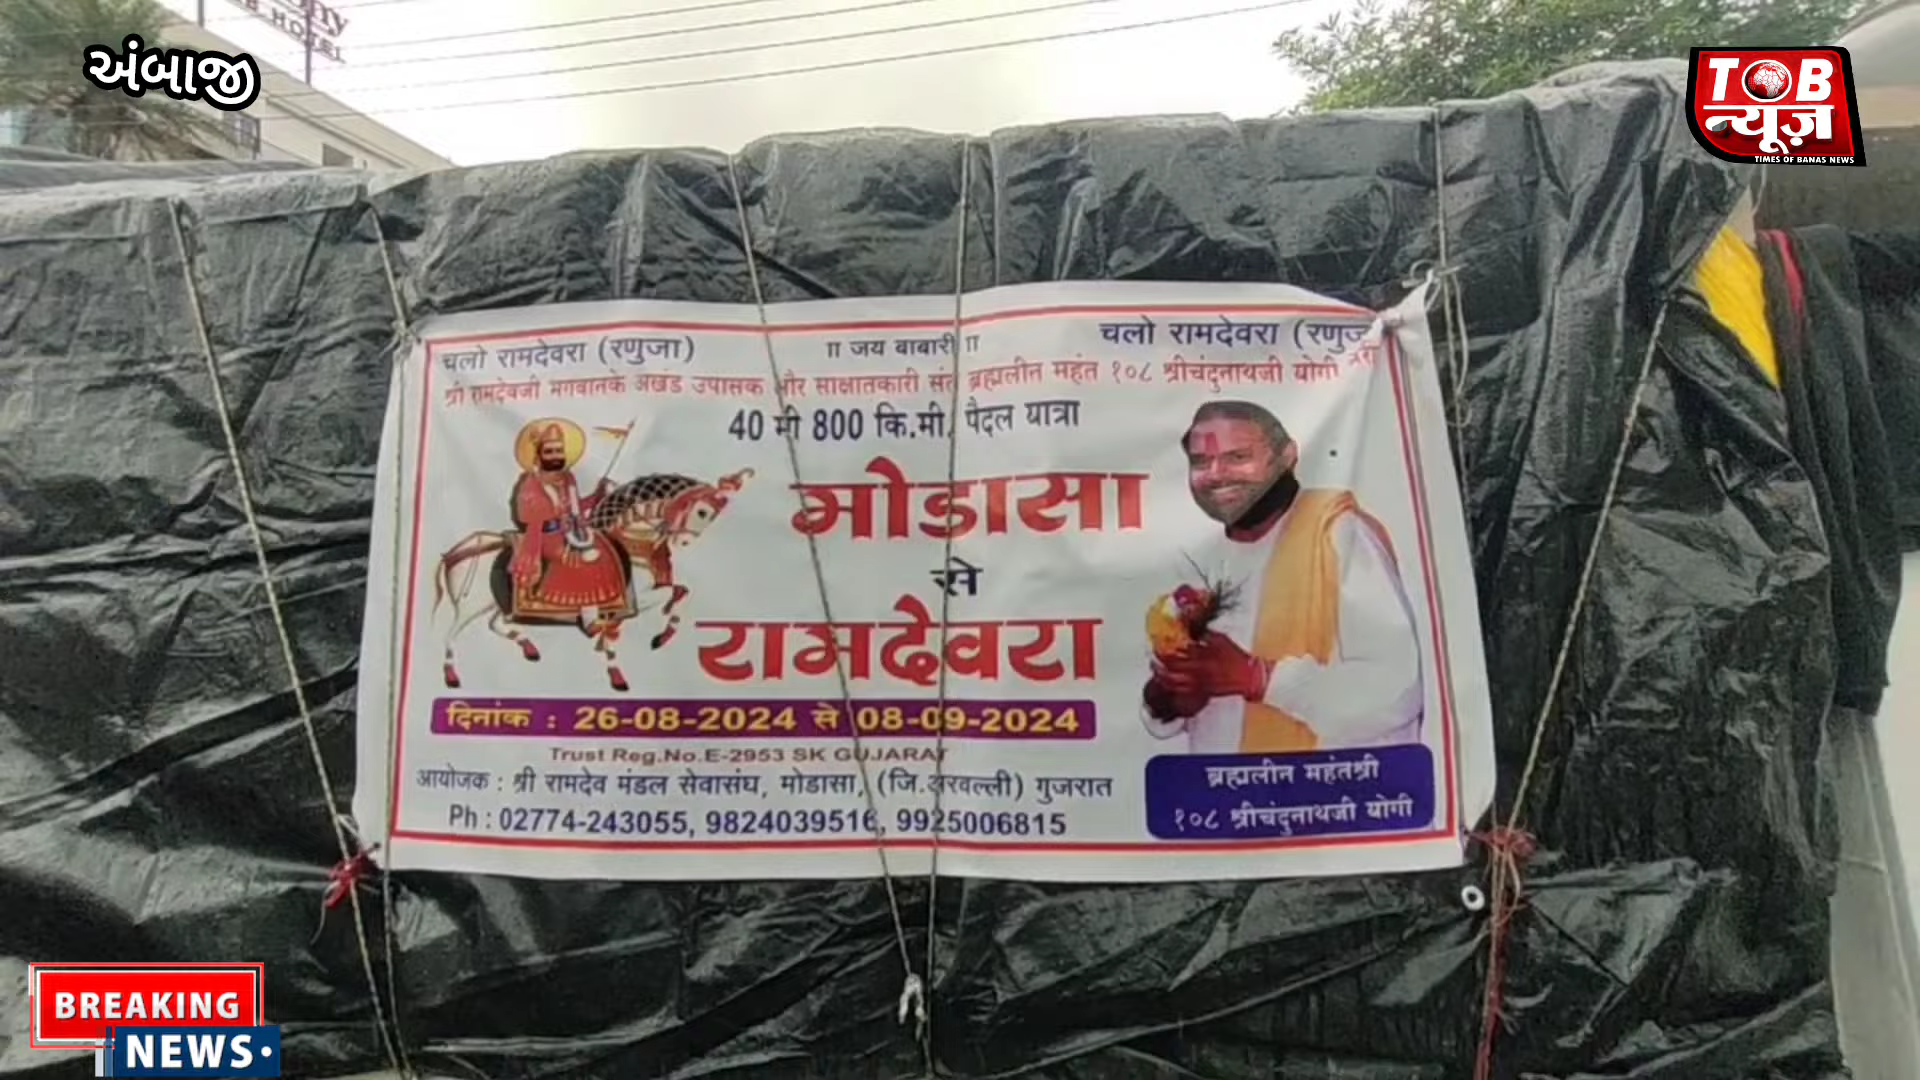 અંબાજી
TOB
न्यूज़
TIMES OF BANAS NEWS
चलो रामदेवरा (रणुजा)
॥ जय बाबारी ॥
चलो रामदेवरा (रणुजा
श्री रामदेवजी भगवानके अखंड उपासक और साक्षातकारी संत ब्रह्मलीन महंत १०८ श्रीचंदुनाथजी योगी
40 मी 800 कि.मी. पैदल यात्रा
मोडासा
से
रामदेवरा
दिनांक : 26-08-2024 से 08-09-2024
Trust Reg.No.E-2953 SK GUJARAT
आयोजक : श्री रामदेव मंडल सेवासंघ, मोडासा, (जि.अरवल्ली) गुजरात
Ph : 02774-243055, 9824039516, 9925006815
ब्रह्मलीन महंतश्री
१०८ श्रीचंदुनाथजी योगी
BREAKING
NEWS